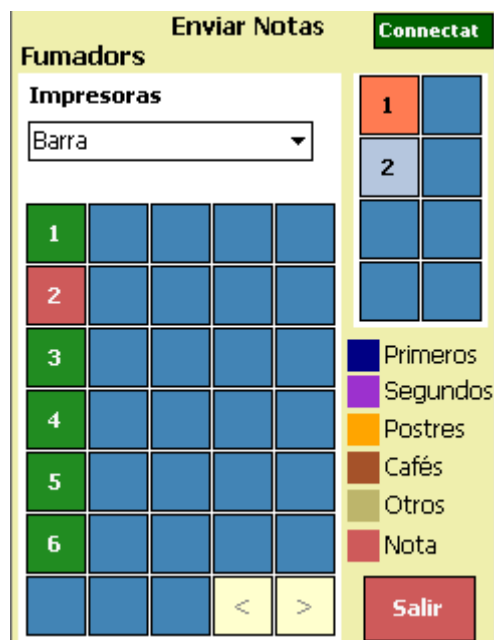 Enviar Notas
Connectat
Fumadors
Impresoras
Barra
1
2
3
4
5
6
< >
1
2
Primeros
Segundos
Postres
Cafés
Otros
Nota
Salir